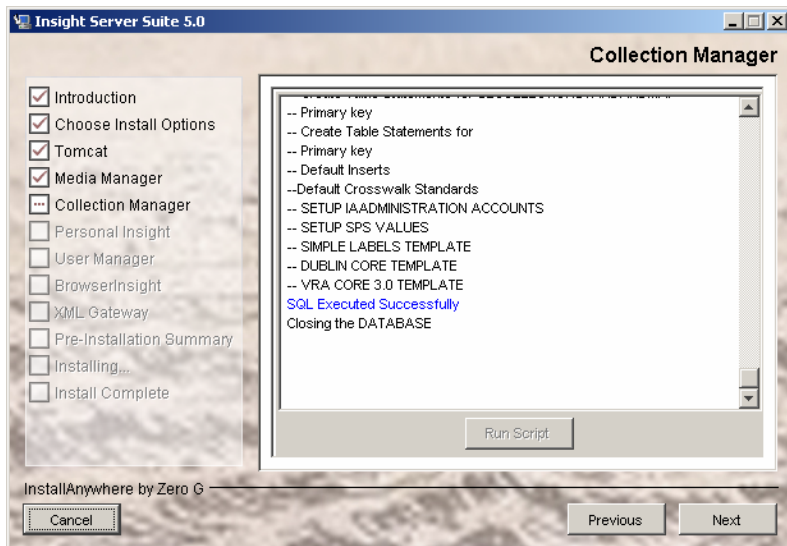 Insight Server Suite 5.0
Collection Manager
Introduction
Choose Install Options
Tomcat
Media Manager
Collection Manager
Personal Insight
User Manager
BrowserInsight
XML Gateway
Pre-Installation Summary
Installing...
Install Complete
-- Primary key
-- Create Table Statements for
-- Primary key
-- Default Inserts
--Default Crosswalk Standards
-- SETUP IAADMINISTRATION ACCOUNTS
-- SETUP SPS VALUES
-- SIMPLE LABELS TEMPLATE
-- DUBLIN CORE TEMPLATE
-- VRA CORE 3.0 TEMPLATE
SQL Executed Successfully
Closing the DATABASE
Run Script
InstallAnywhere by Zero G
Cancel
Previous
Next